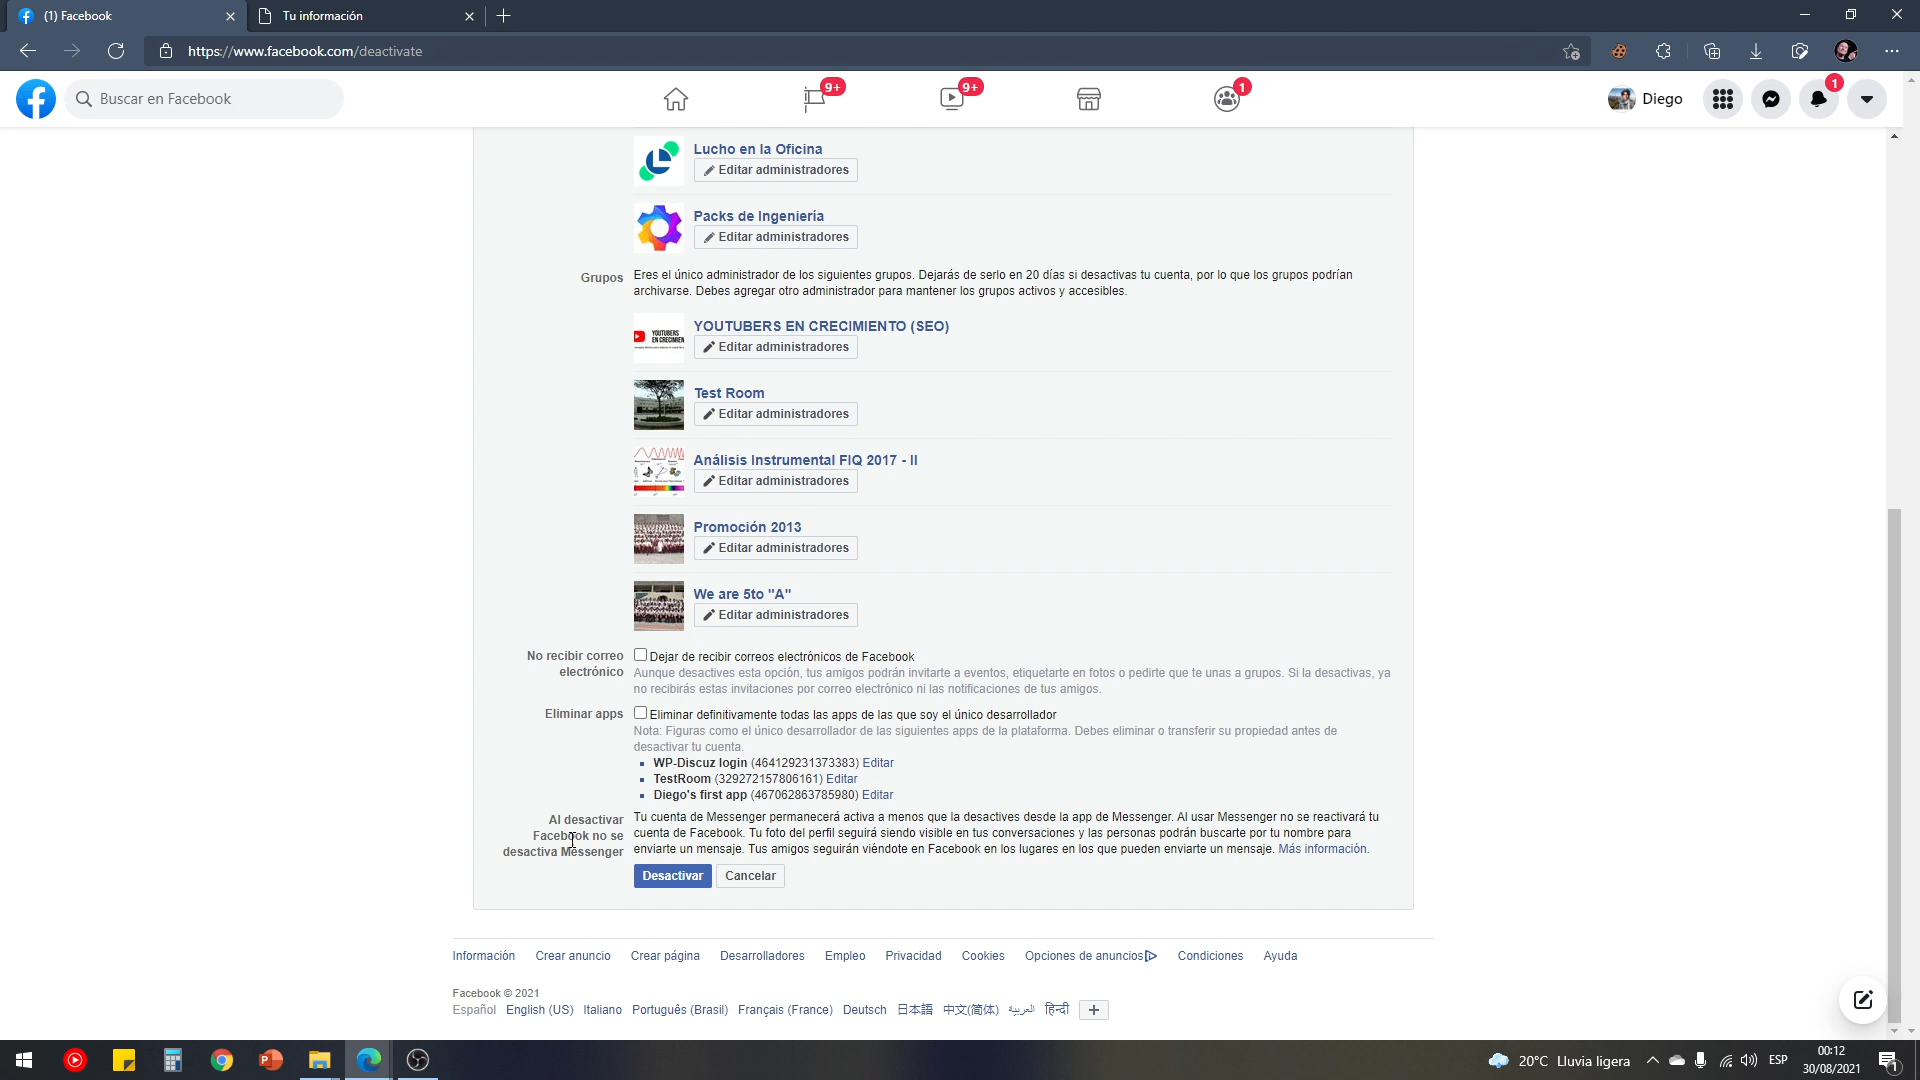 (1) Facebook
Tu información
https://www.facebook.com/deactivate
Buscar en Facebook
9+
9+
1
Diego
1
Lucho en la Oficina
Editar administradores
Packs de Ingeniería
Editar administradores
Grupos
Eres el único administrador de los siguientes grupos. Dejarás de serlo en 20 días si desactivas tu cuenta, por lo que los grupos podrían
archivarse. Debes agregar otro administrador para mantener los grupos activos y accesibles.
YOUTUBERS
EN CRECIMIEN
YOUTUBERS EN CRECIMIENTO (SEO)
Editar administradores
Test Room
Editar administradores
Análisis Instrumental FIQ 2017 - II
Editar administradores
Promoción 2013
Editar administradores
We are 5to "A"
Editar administradores
No recibir correo
electrónico
Dejar de recibir correos electrónicos de Facebook
Aunque desactives esta opción, tus amigos podrán invitarte a eventos, etiquetarte en fotos o pedirte que te unas a grupos. Si la desactivas, ya
no recibirás estas invitaciones por correo electrónico ni las notificaciones de tus amigos.
Eliminar apps
Eliminar definitivamente todas las apps de las que soy el único desarrollador
Nota: Figuras como el único desarrollador de las siguientes apps de la plataforma. Debes eliminar o transferir su propiedad antes de
desactivar tu cuenta.
WP-Discuz login (464129231373383) Editar
TestRoom (329272157806161) Editar
Diego's first app (467062863785980) Editar
Al desactivar
Facebook no se
desactiva Messenger
Tu cuenta de Messenger permanecerá activa a menos que la desactives desde la app de Messenger. Al usar Messenger no se reactivará tu
cuenta de Facebook. Tu foto del perfil seguirá siendo visible en tus conversaciones y las personas podrán buscarte por tu nombre para
enviarte un mensaje. Tus amigos seguirán viéndote en Facebook en los lugares en los que pueden enviarte un mensaje. Más información.
Desactivar
Cancelar
Información Crear anuncio Crear página Desarrolladores Empleo Privacidad Cookies Opciones de anuncios Condiciones Ayuda
Facebook © 2021
Español English (US) Italiano Português (Brasil) Français (France) Deutsch 日本語 中文(简体) العربية हिन्दी
20°C Lluvia ligera
ESP
00:12
30/08/2021
1